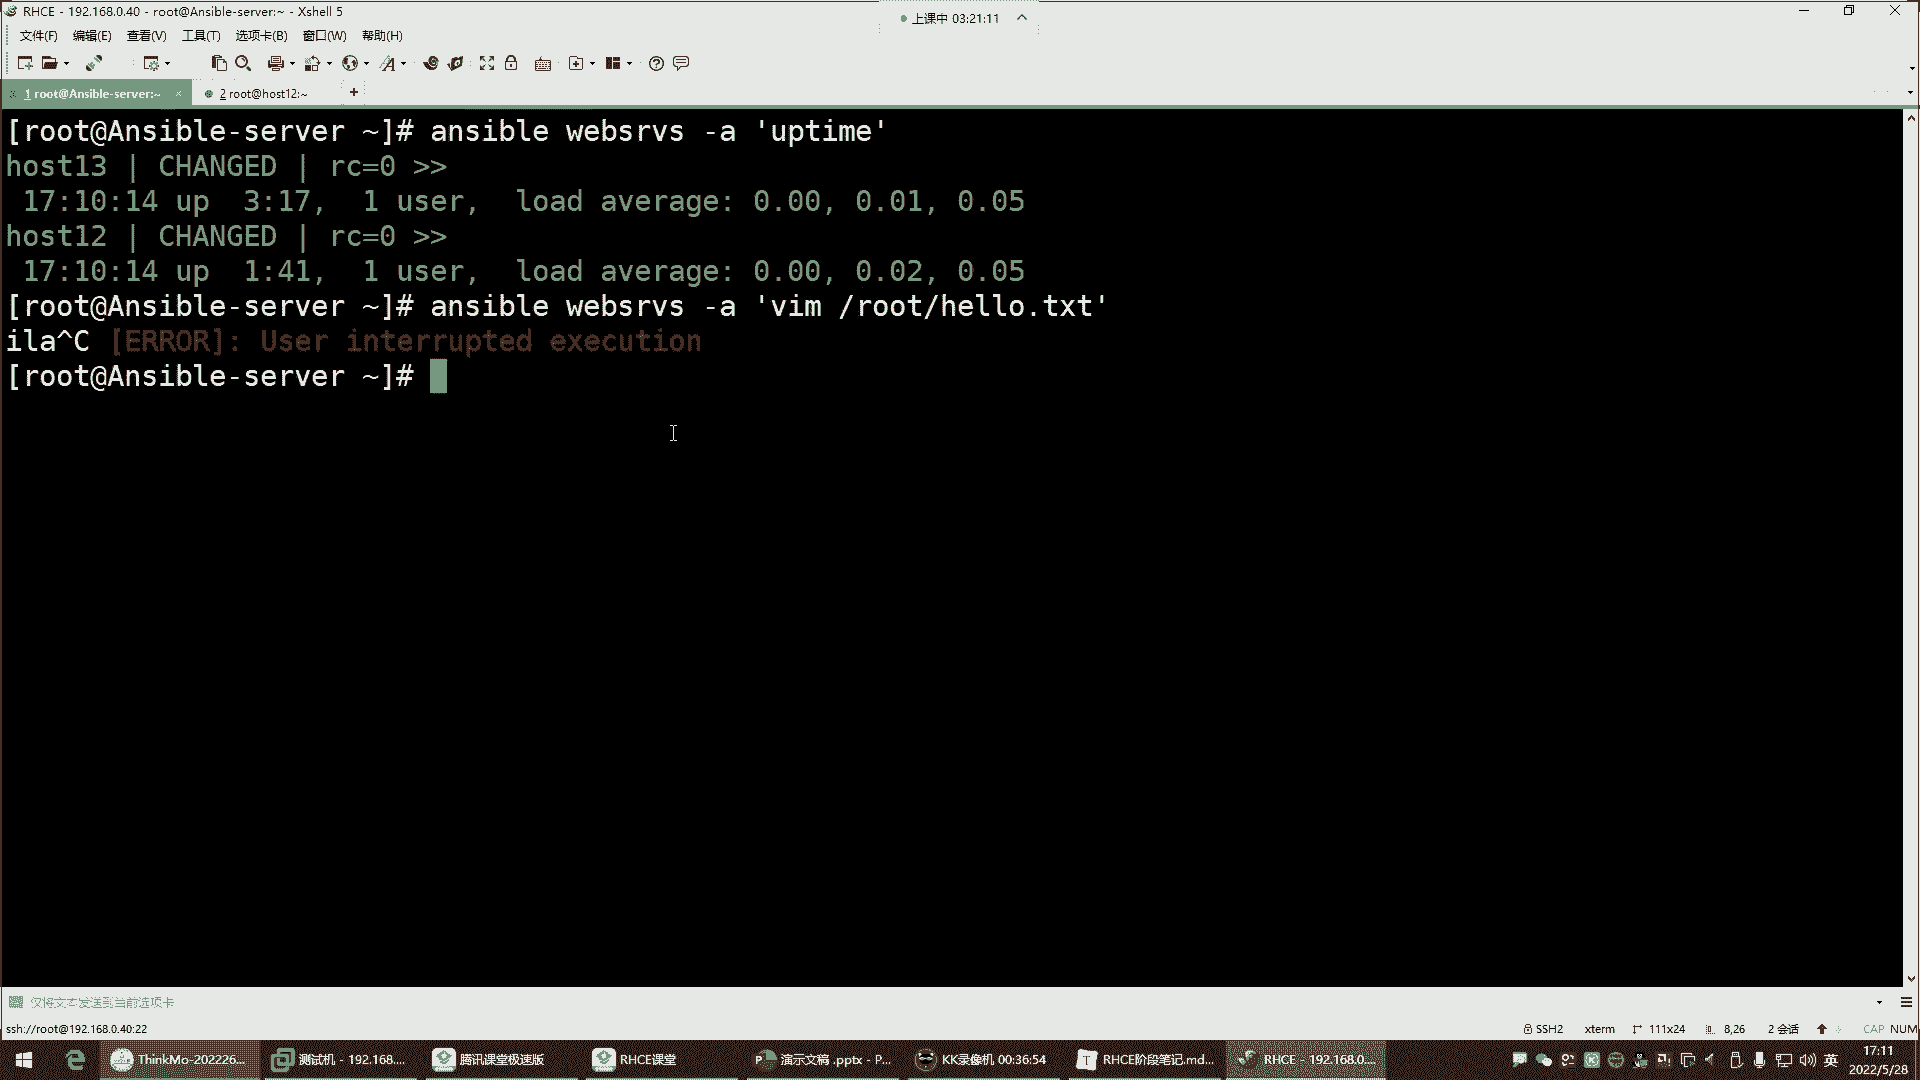 RHCE - 192.168.0.40 - root@Ansible-server:~ - Xshell 5
上课中 03:21:11
文件(F) 编辑(E) 查看(V) 工具(T) 选项卡(B) 窗口(W) 帮助(H)
1 root@Ansible-server:~ × 2 root@host12:~ +
[root@Ansible-server ~]# ansible websrvs -a 'uptime'
host13 | CHANGED | rc=0 >>
17:10:14 up  3:17,  1 user,  load average: 0.00, 0.01, 0.05
host12 | CHANGED | rc=0 >>
17:10:14 up  1:41,  1 user,  load average: 0.00, 0.02, 0.05
[root@Ansible-server ~]# ansible websrvs -a 'vim /root/hello.txt'
ila^C [ERROR]: User interrupted execution
[root@Ansible-server ~]#
仅将文本发送到当前选项卡
ssh://root@192.168.0.40:22 SSH2 xterm 111x24 8,26 2 会话 CAP NUM
ThinkMo-202226... 测试机 - 192.168.... 腾讯课堂极速版 RHCE课堂 演示文稿 .pptx - P... KK录像机 00:36:54 RHCE阶段笔记.md... RHCE - 192.168.0.... 英 17:11
2022/5/28